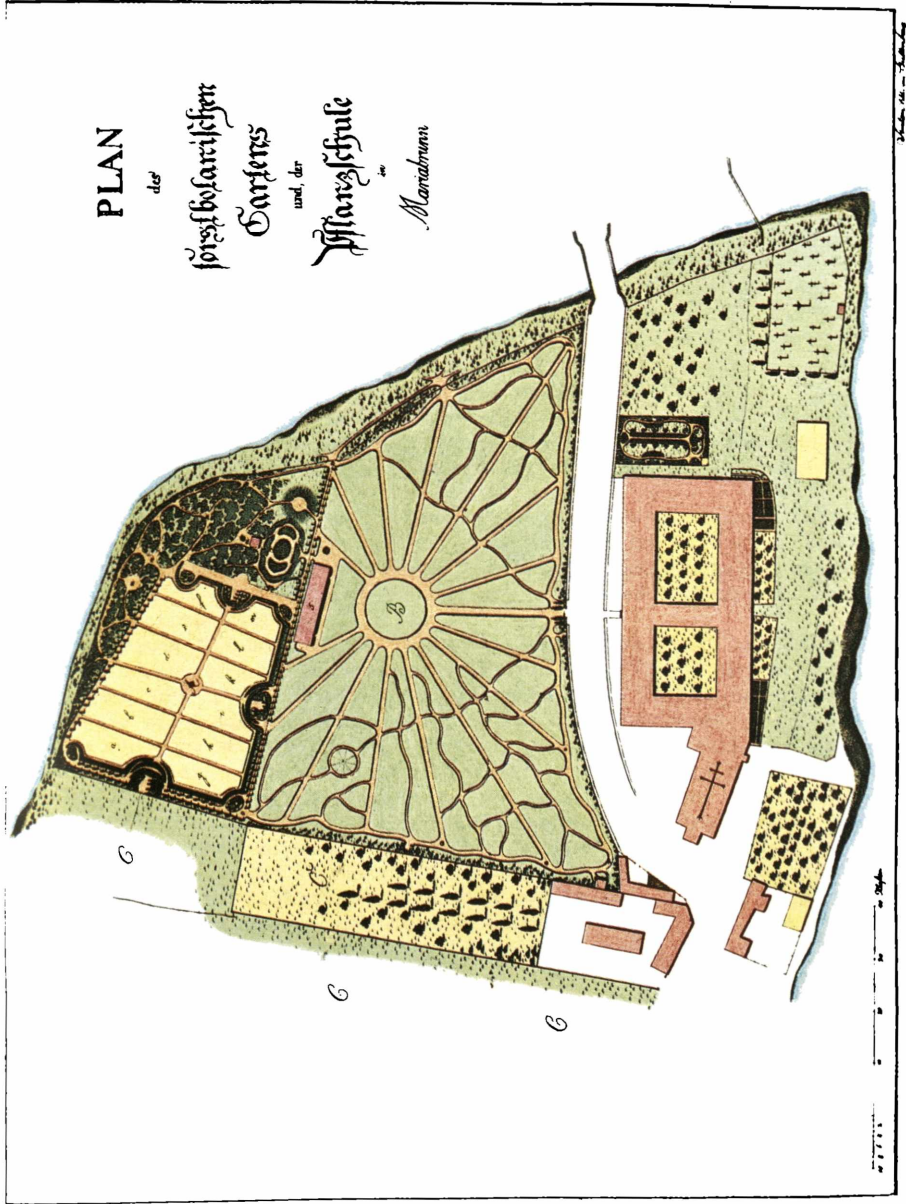 PLAN
des
forstbotanischen
Gartens
und, der
Pflanzschule
in
Mariabrunn
B
C
C
C
C